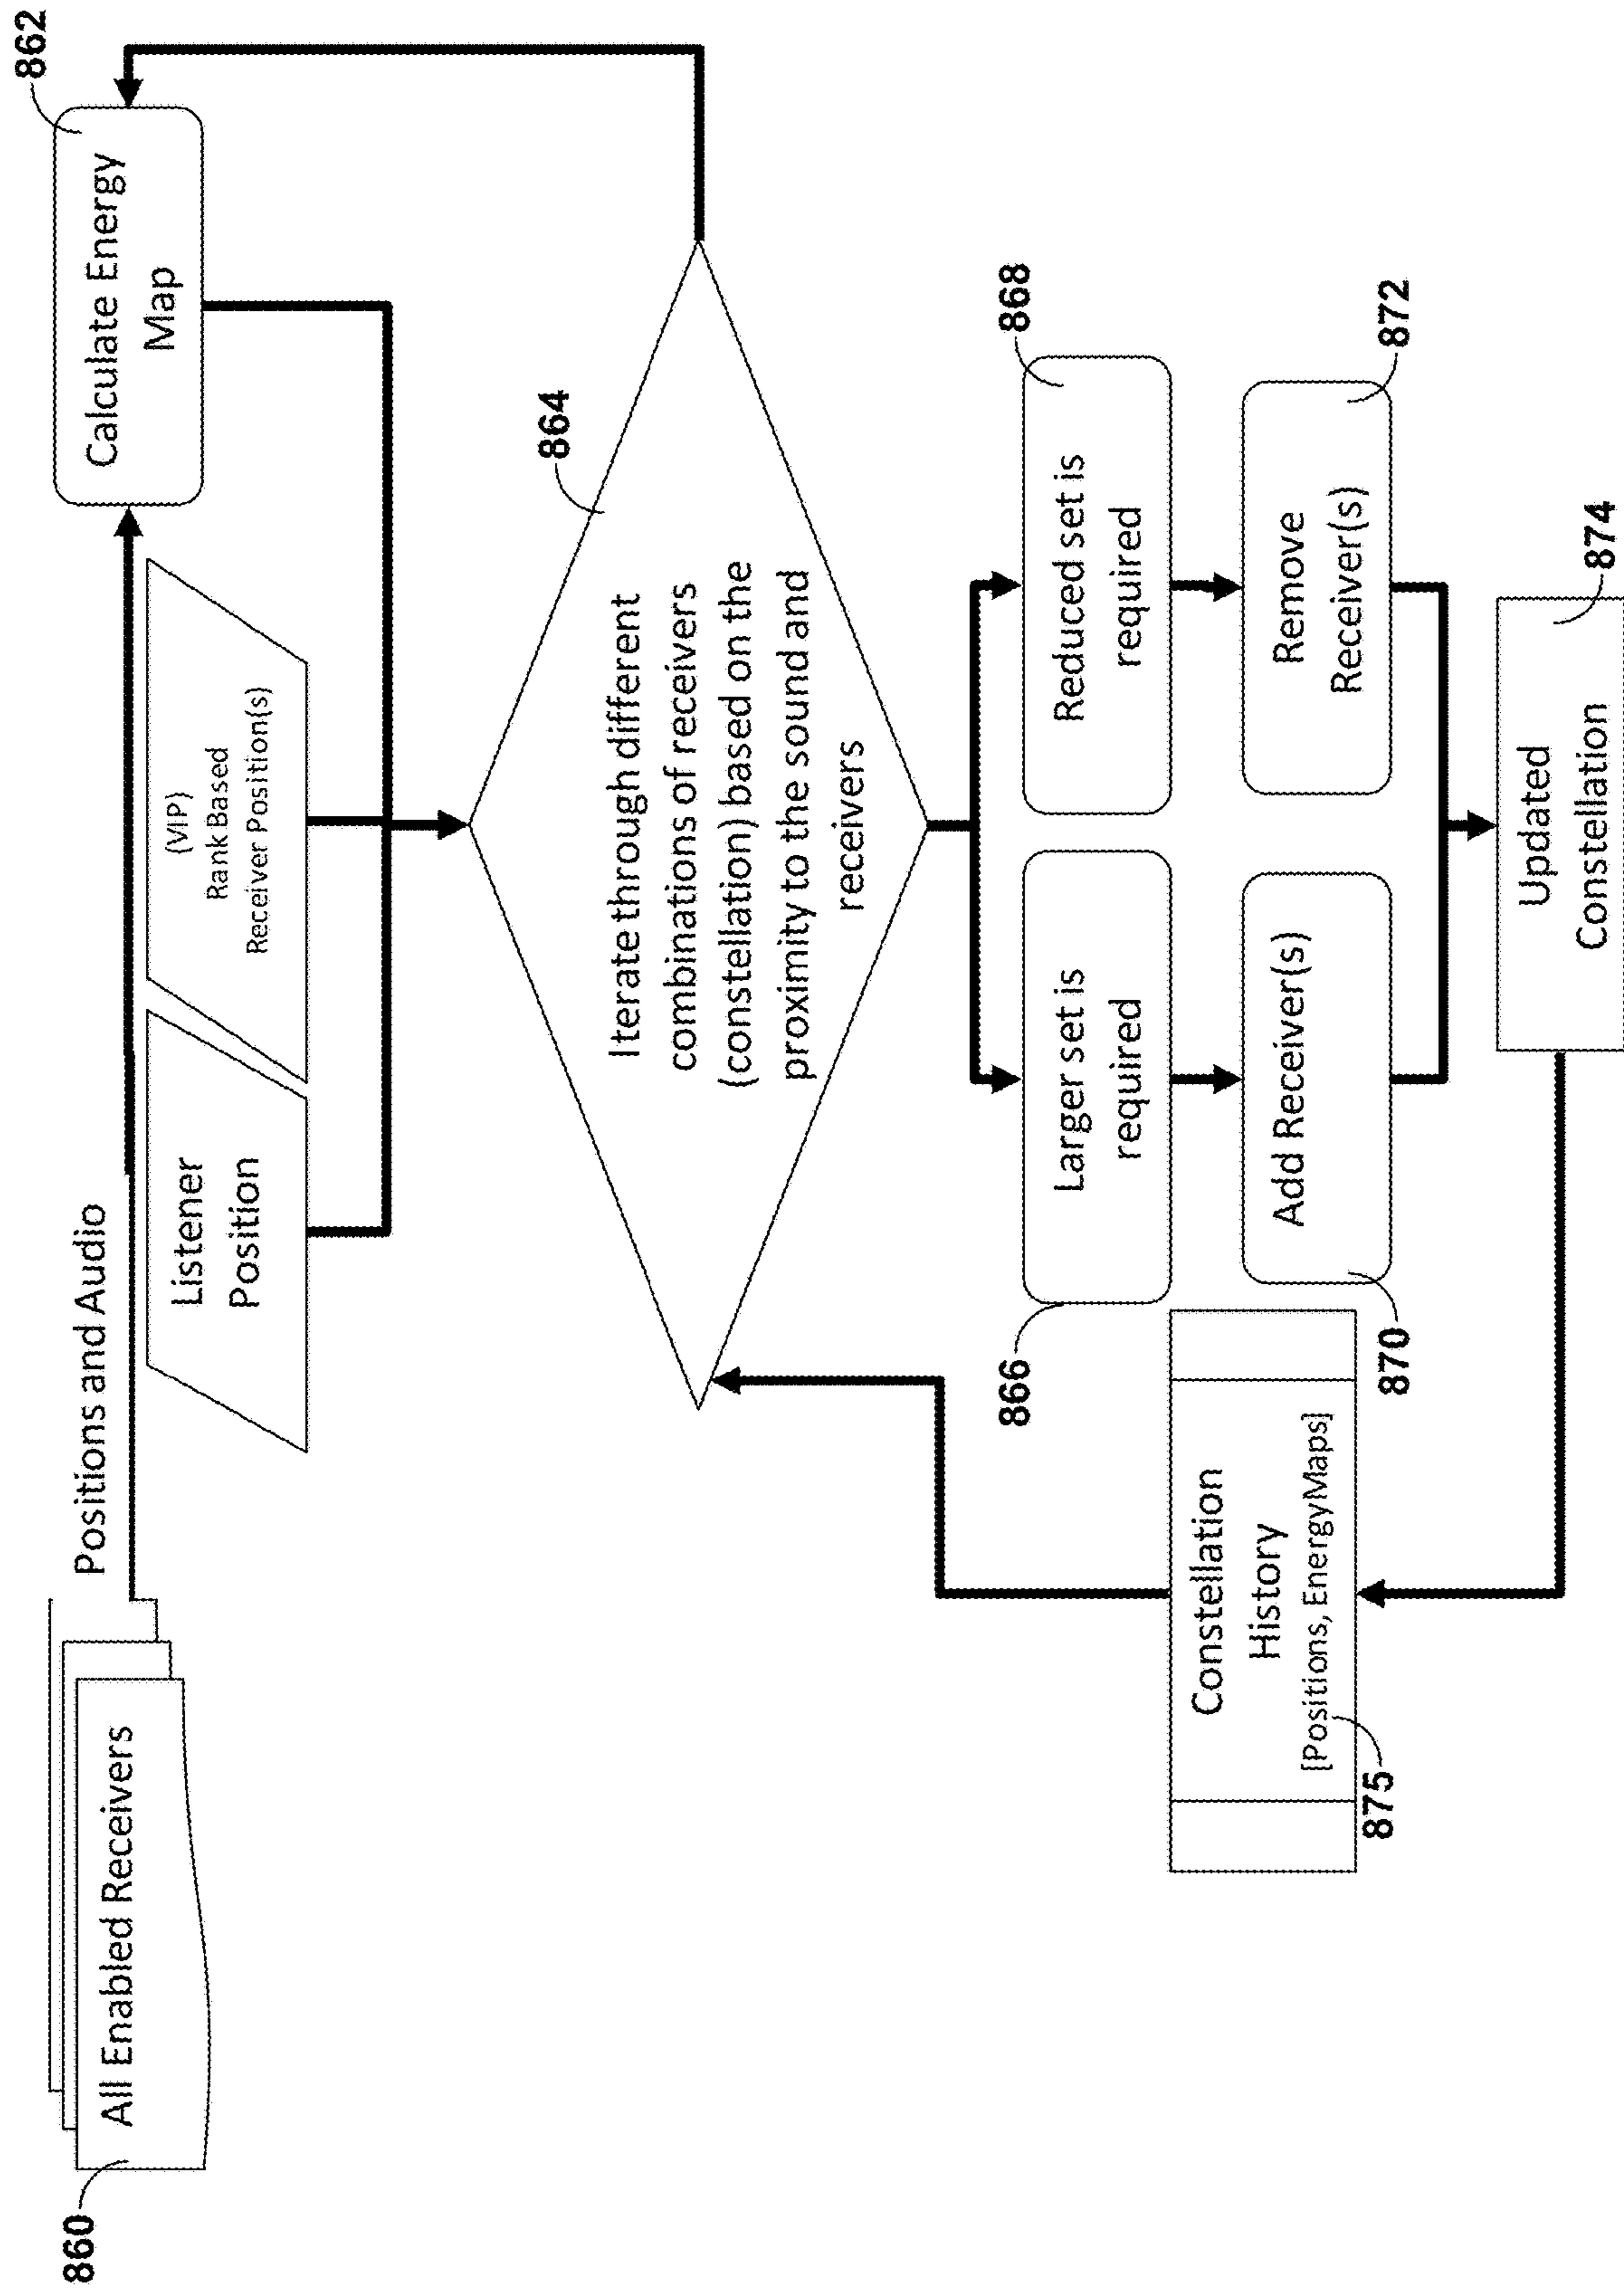 860
All Enabled Receivers
Positions and Audio
Listener
Position
(VIP)
Rank Based
Receiver Position(s)
862
Calculate Energy
Map
864
Iterate through different
combinations of receivers
(constellation) based on the
proximity to the sound and
receivers
866
Larger set is
required
868
Reduced set is
required
870
Add Receiver(s)
872
Remove
Receiver(s)
874
Updated
Constellation
875
Constellation
History
[Positions, EnergyMaps]